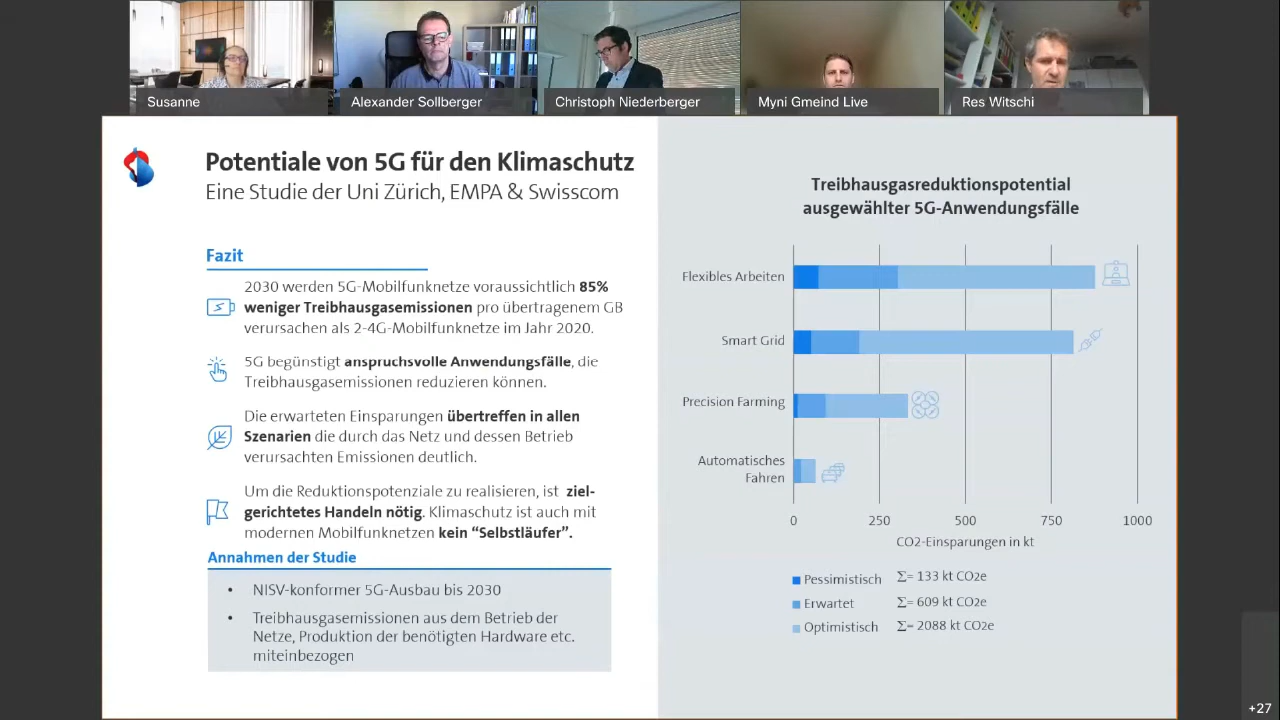 Susanne
Alexander Sollberger
Christoph Niederberger
Myni Gmeind Live
Res Witschi
Potentiale von 5G für den Klimaschutz
Eine Studie der Uni Zürich, EMPA & Swisscom
Fazit
2030 werden 5G-Mobilfunknetze voraussichtlich 85%
weniger Treibhausgasemissionen pro übertragenem GB
verursachen als 2-4G-Mobilfunknetze im Jahr 2020.
5G begünstigt anspruchsvolle Anwendungsfälle, die
Treibhausgasemissionen reduzieren können.
Die erwarteten Einsparungen übertreffen in allen
Szenarien die durch das Netz und dessen Betrieb
verursachten Emissionen deutlich.
Um die Reduktionspotenziale zu realisieren, ist ziel-
gerichtetes Handeln nötig. Klimaschutz ist auch mit
modernen Mobilfunknetzen kein “Selbstläufer”.
Annahmen der Studie
• NISV-konformer 5G-Ausbau bis 2030
• Treibhausgasemissionen aus dem Betrieb der
Netze, Produktion der benötigten Hardware etc.
miteinbezogen
Treibhausgasreduktionspotential
ausgewählter 5G-Anwendungsfälle
Flexibles Arbeiten
Smart Grid
Precision Farming
Automatisches
Fahren
0 250 500 750 1000
CO2-Einsparungen in kt
Pessimistisch Σ= 133 kt CO2e
Erwartet Σ= 609 kt CO2e
Optimistisch Σ= 2088 kt CO2e
+27